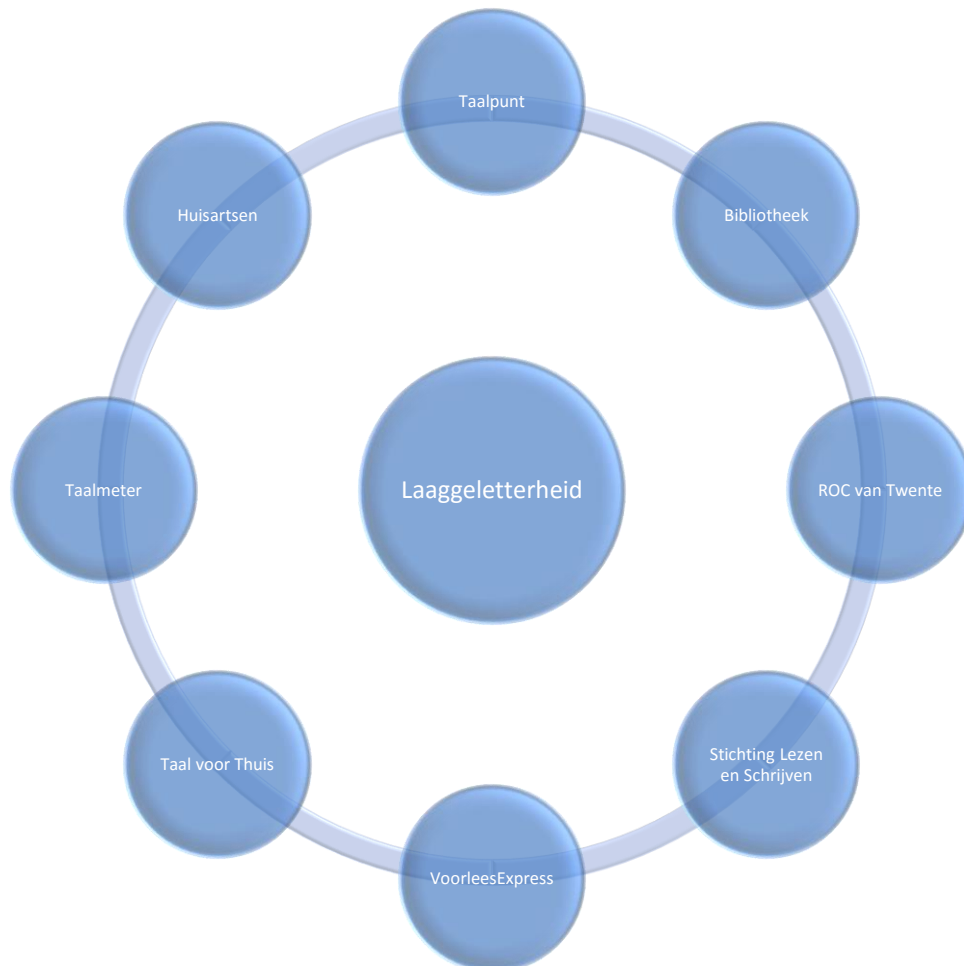 Taalpunt
Huisartsen
Bibliotheek
Taalmeter
Laaggeletterheid
ROC van Twente
Taal voor Thuis
Stichting Lezen
en Schrijven
VoorleesExpress